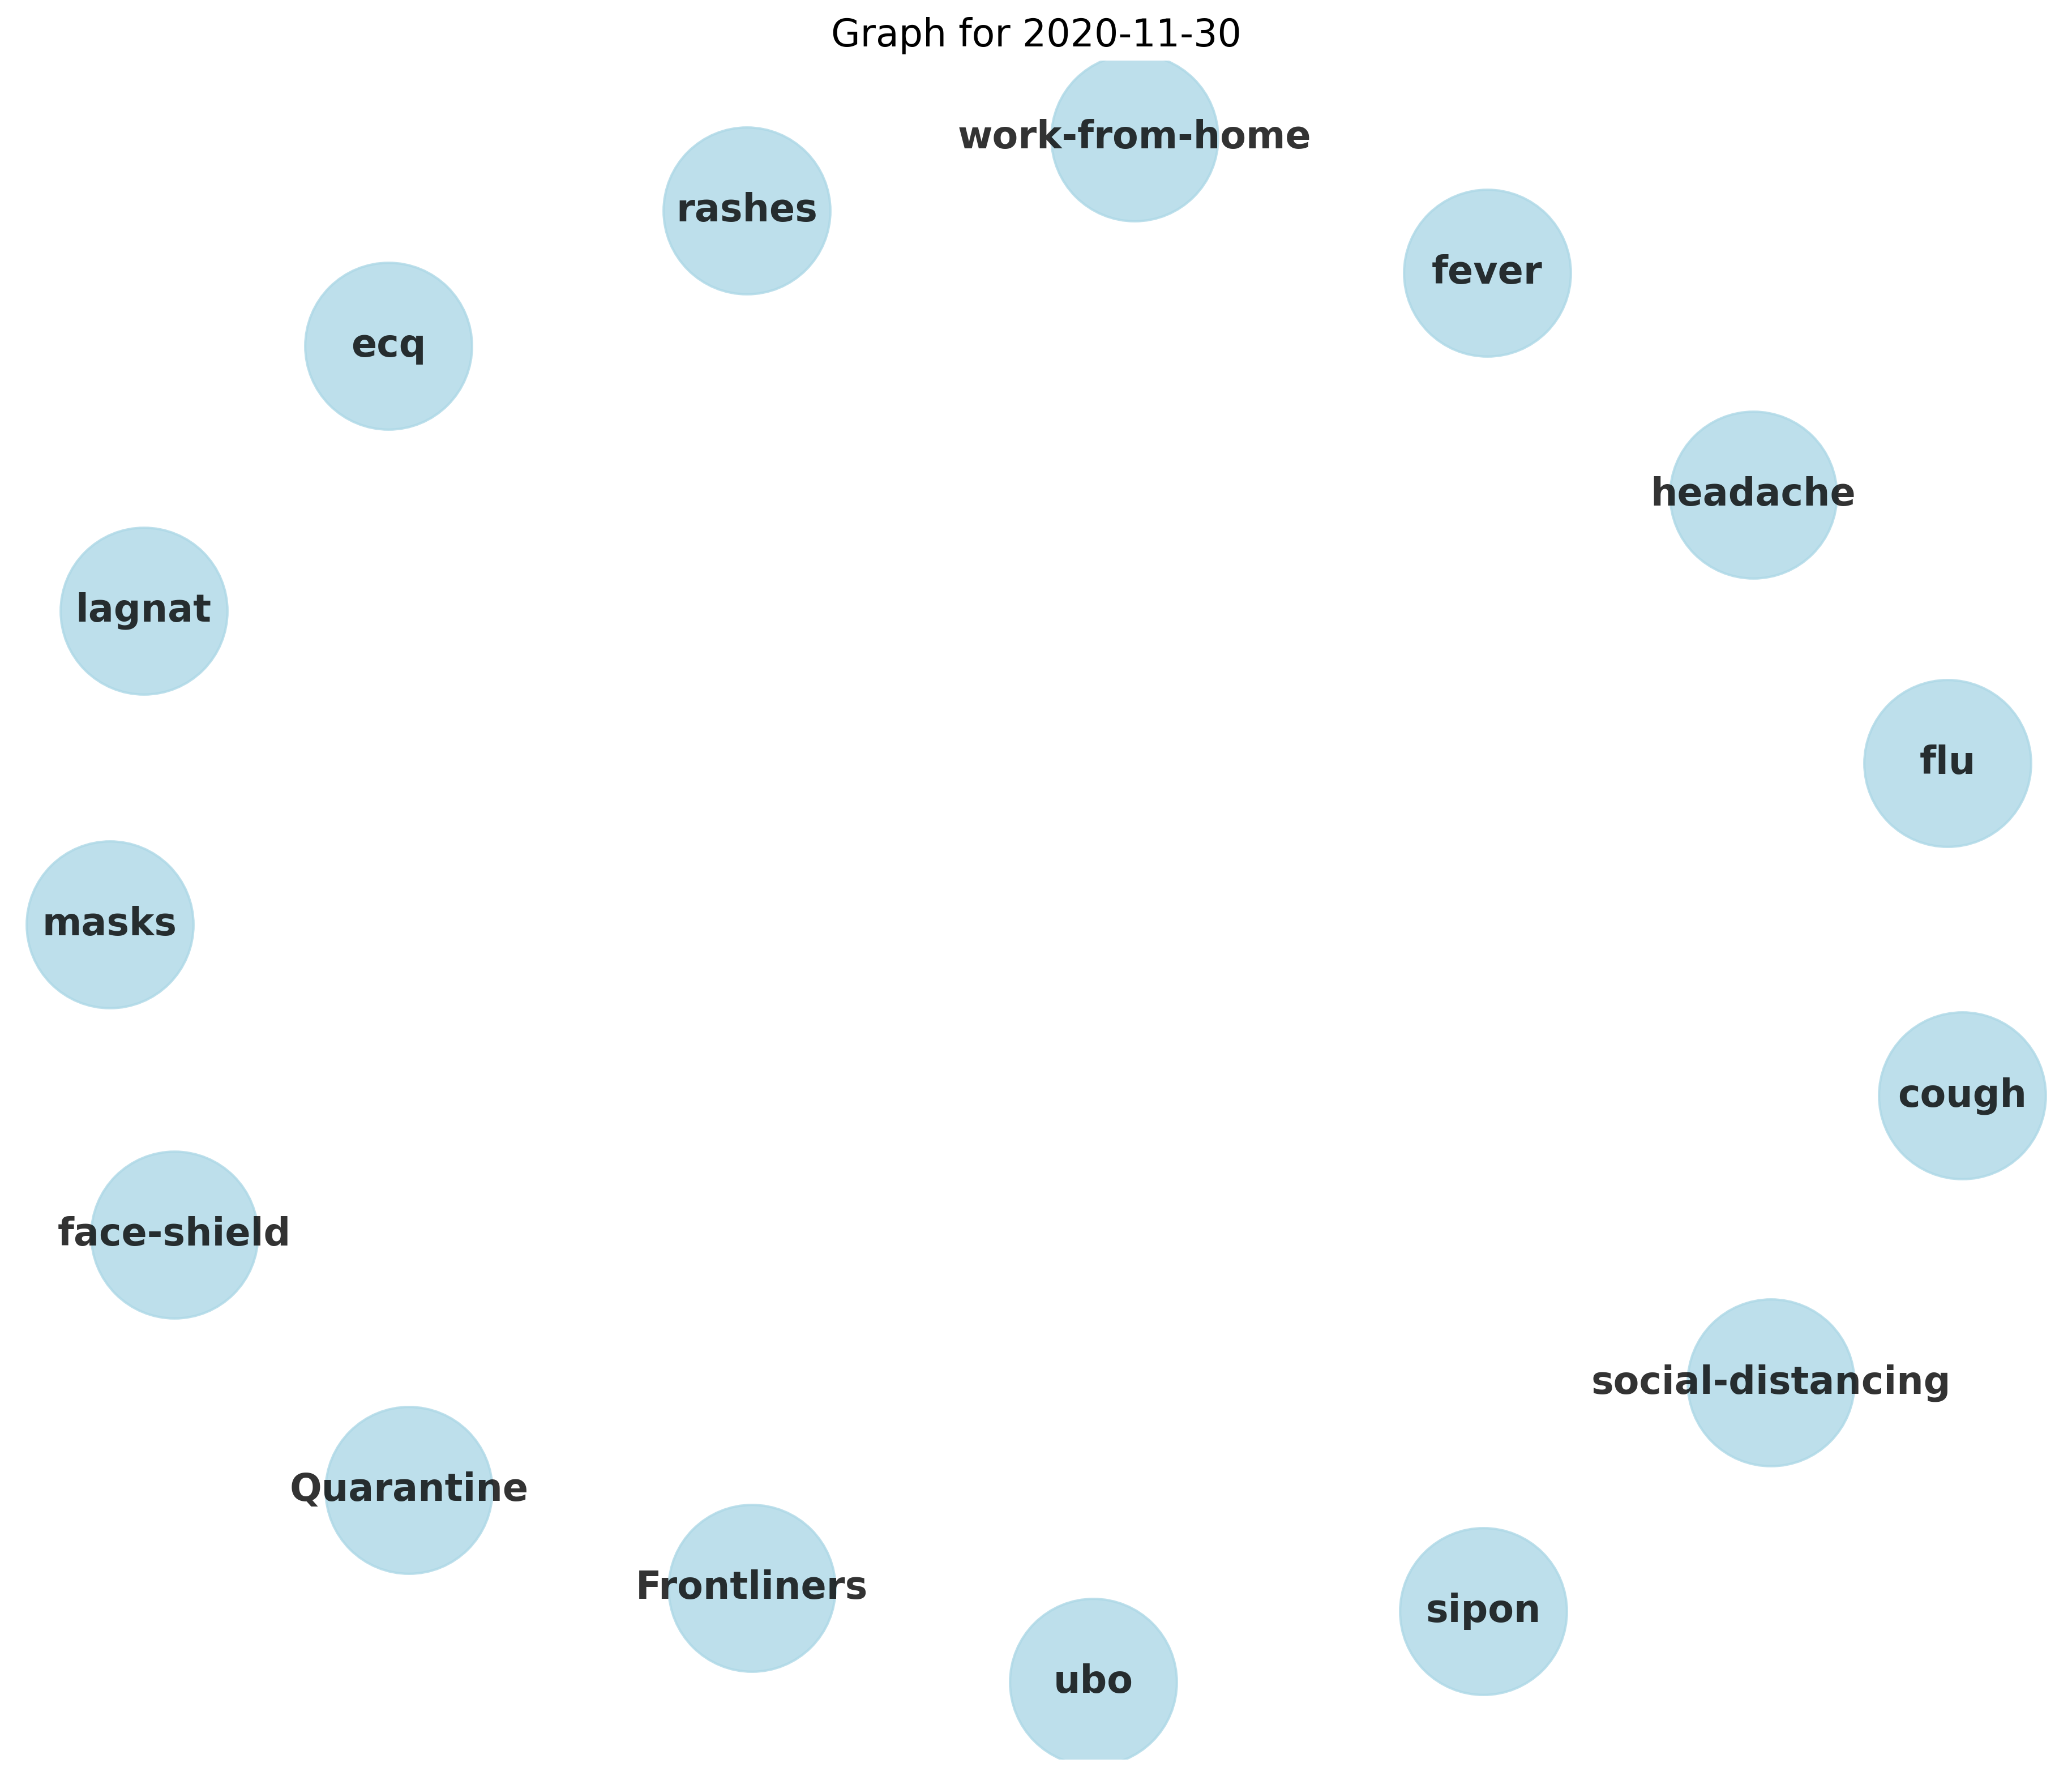 Graph for 2020-11-30
work-from-home
rashes
fever
ecq
headache
lagnat
flu
masks
cough
face-shield
social-distancing
Quarantine
Frontliners
sipon
ubo